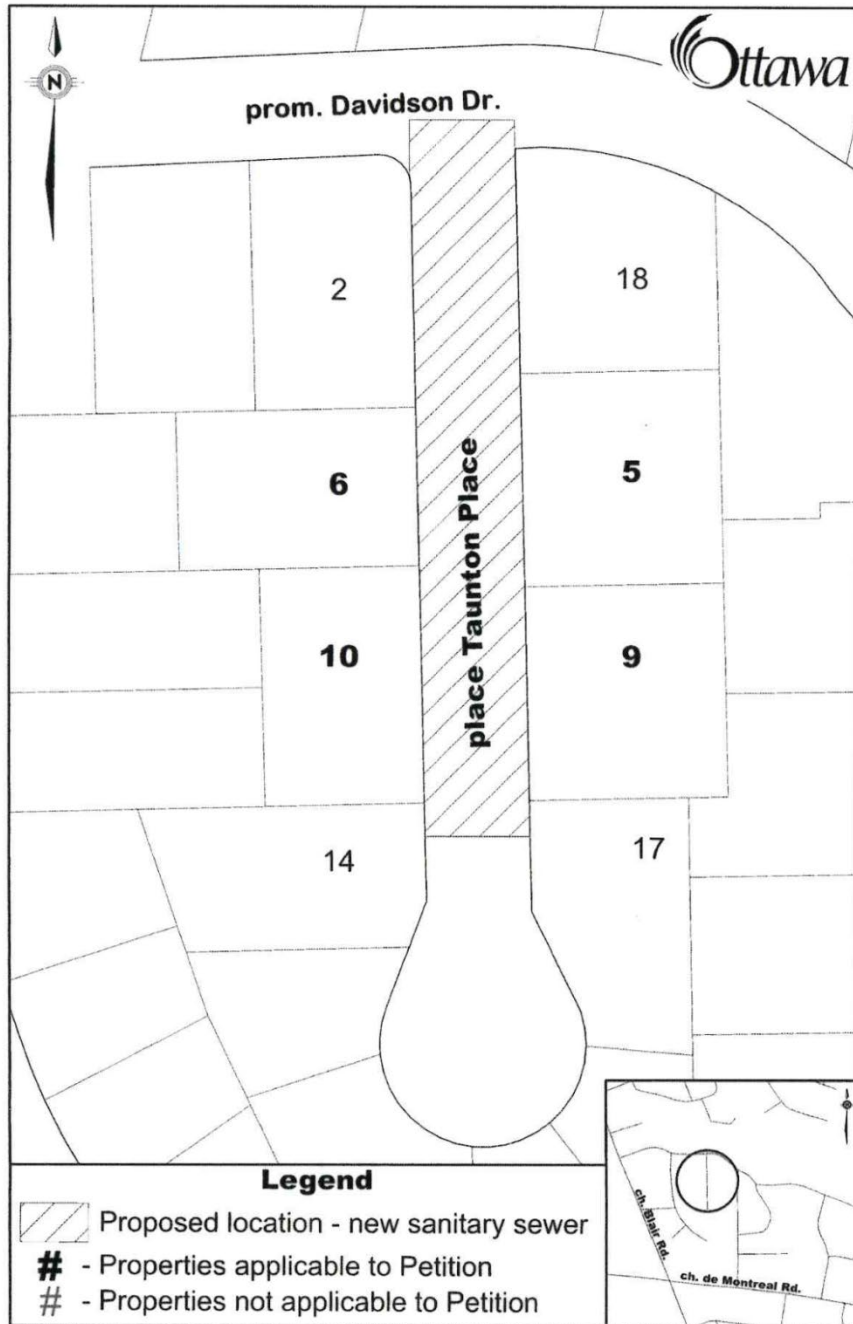 N
Ottawa
prom. Davidson Dr.
2
18
6
5
place Taunton Place
10
9
14
17
Legend
Proposed location - new sanitary sewer
# - Properties applicable to Petition
# - Properties not applicable to Petition
ch. Blair Rd.
ch. de Montreal Rd.